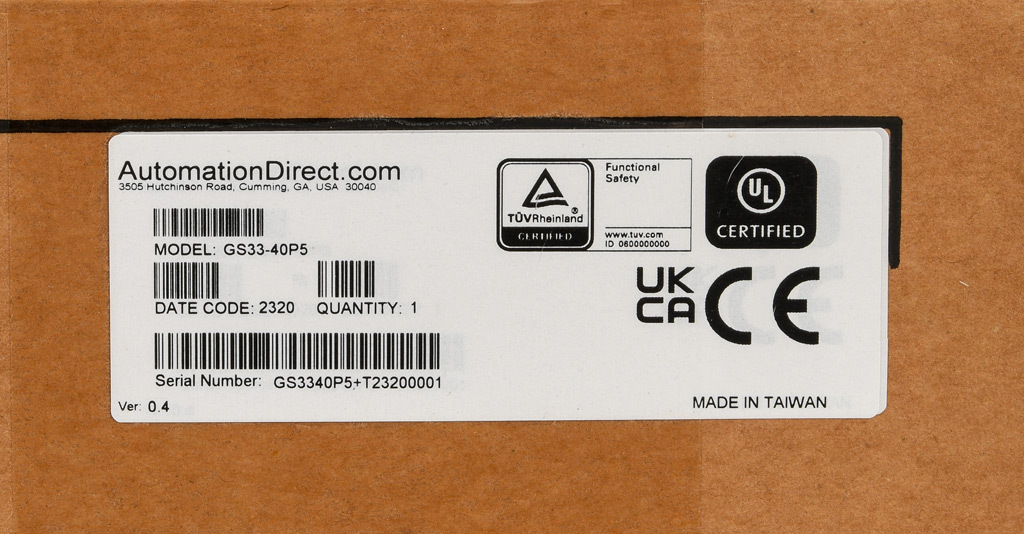 AutomationDirect.com
3505 Hutchinson Road, Cumming, GA, USA 30040
MODEL: GS33-40P5
DATE CODE: 2320 QUANTITY: 1
Serial Number: GS3340P5+T23200001
Ver: 0.4
TÜVRheinland®
CERTIFIED
Functional
Safety
www.tuv.com
ID 0600000000
UL
CERTIFIED
UK
CA
CE
MADE IN TAIWAN